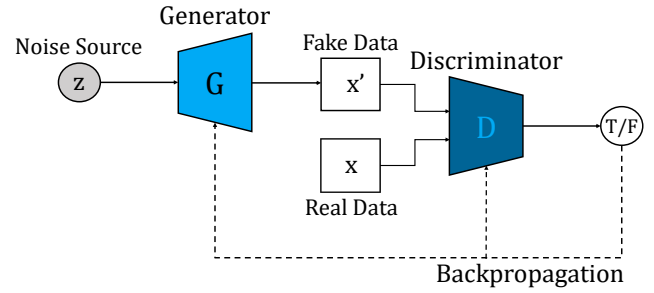 Generator
Noise Source
Fake Data
Discriminator
z
G
x'
D
T/F
x
Real Data
Backpropagation